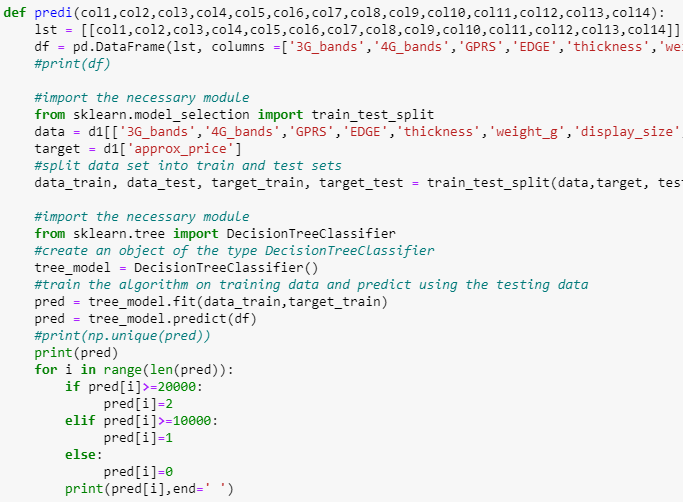 def predi(col1,col2,col3,col4,col5,col6,col7,col8,col9,col10,col11,col12,col13,col14):
    lst = [[col1,col2,col3,col4,col5,col6,col7,col8,col9,col10,col11,col12,col13,col14]]
    df = pd.DataFrame(lst, columns =['3G_bands','4G_bands','GPRS','EDGE','thickness','wei
    #print(df)
    #import the necessary module
    from sklearn.model_selection import train_test_split
    data = d1[['3G_bands','4G_bands','GPRS','EDGE','thickness','weight_g','display_size',
    target = d1['approx_price']
    #split data set into train and test sets
    data_train, data_test, target_train, target_test = train_test_split(data,target, test
    #import the necessary module
    from sklearn.tree import DecisionTreeClassifier
    #create an object of the type DecisionTreeClassifier
    tree_model = DecisionTreeClassifier()
    #train the algorithm on training data and predict using the testing data
    pred = tree_model.fit(data_train,target_train)
    pred = tree_model.predict(df)
    #print(np.unique(pred))
    print(pred)
    for i in range(len(pred)):
        if pred[i]>=20000:
             pred[i]=2
        elif pred[i]>=10000:
             pred[i]=1
        else:
             pred[i]=0
        print(pred[i],end=' ')